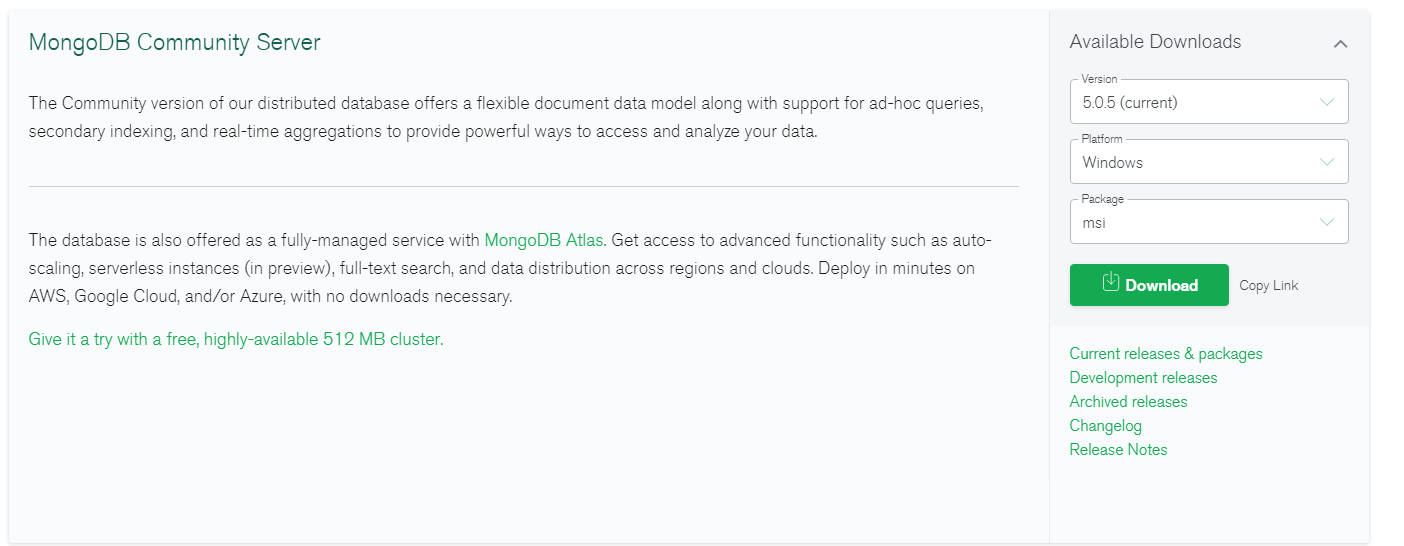 MongoDB Community Server
The Community version of our distributed database offers a flexible document data model along with support for ad-hoc queries,
secondary indexing, and real-time aggregations to provide powerful ways to access and analyze your data.
The database is also offered as a fully-managed service with MongoDB Atlas. Get access to advanced functionality such as auto-
scaling, serverless instances (in preview), full-text search, and data distribution across regions and clouds. Deploy in minutes on
AWS, Google Cloud, and/or Azure, with no downloads necessary.
Give it a try with a free, highly-available 512 MB cluster.
Available Downloads
Version
5.0.5 (current)
Platform
Windows
Package
msi
Download Copy Link
Current releases & packages
Development releases
Archived releases
Changelog
Release Notes